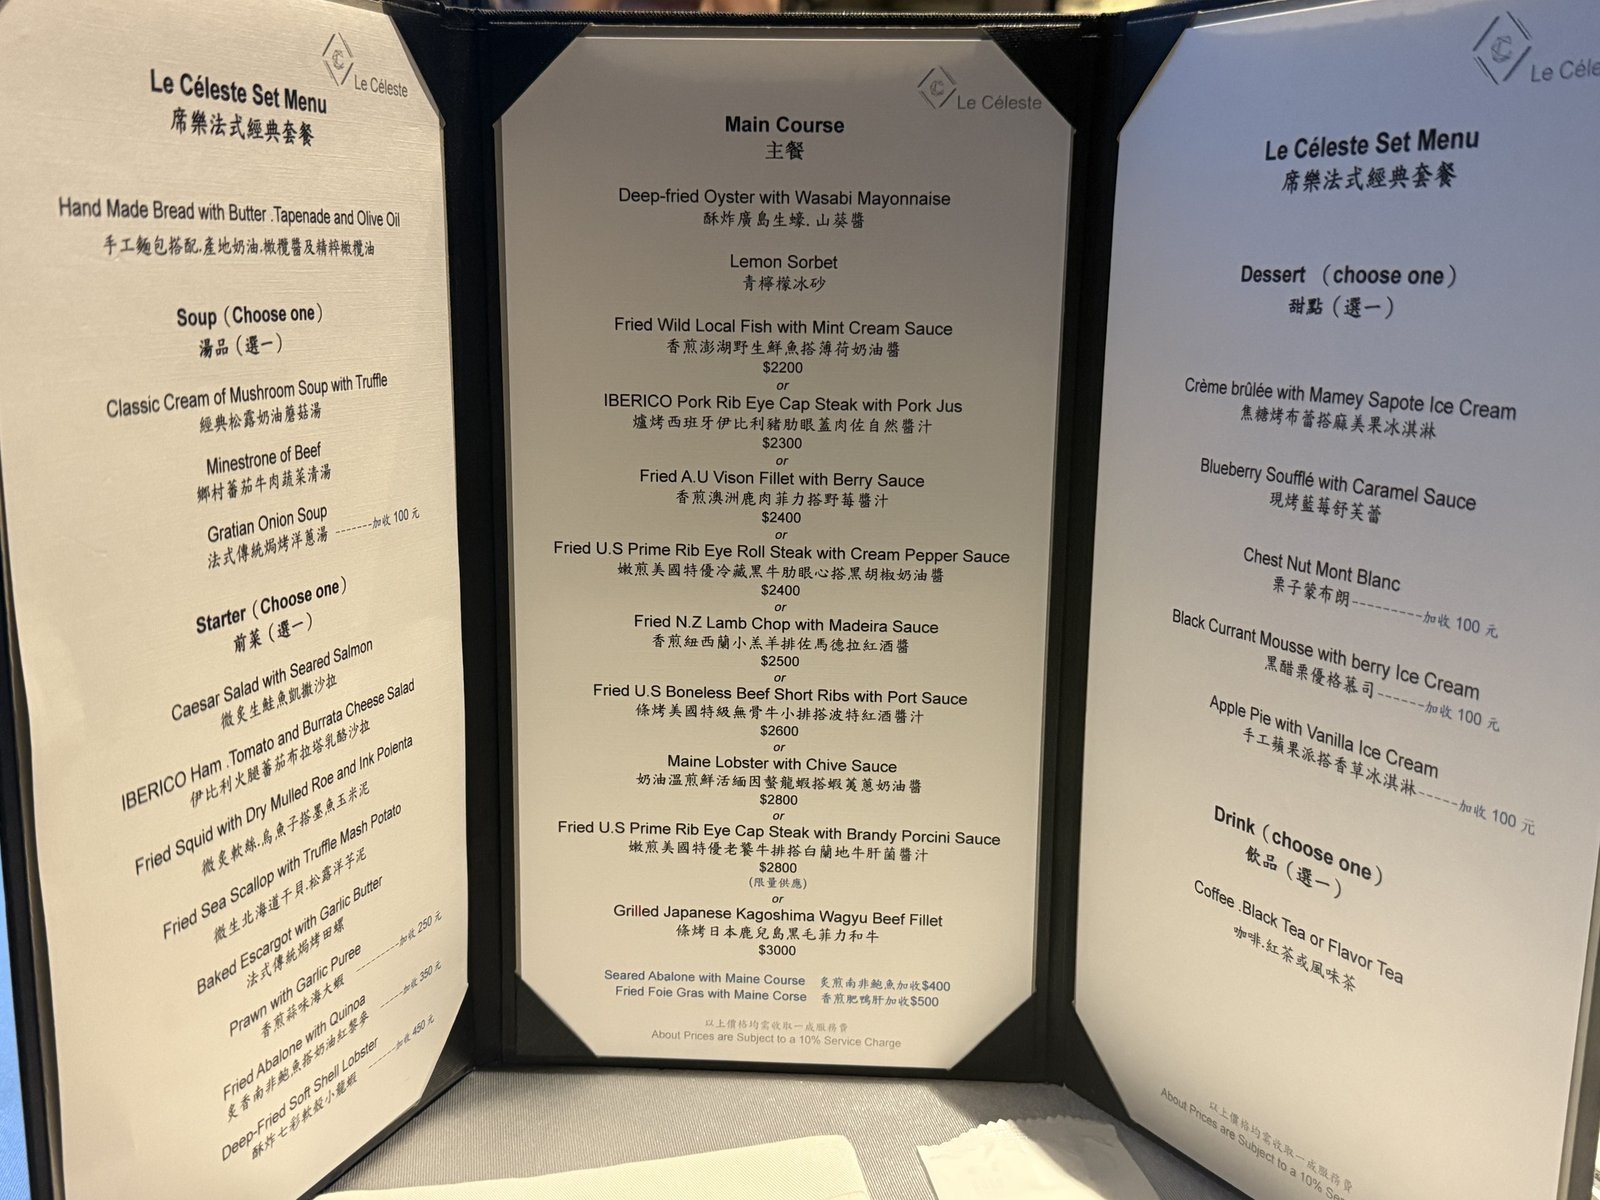 Le Céleste
Le Céleste Set Menu
席樂法式經典套餐
Hand Made Bread with Butter .Tapenade and Olive Oil
手工麵包搭配.產地奶油.橄欖醬及精粹橄欖油
Soup（Choose one）
湯品（選一）
Classic Cream of Mushroom Soup with Truffle
經典松露奶油蘑菇湯
Minestrone of Beef
鄉村蕃茄牛肉蔬菜清湯
Gratian Onion Soup
法式傳統焗烤洋蔥湯 -------加收 100 元
Starter（Choose one）
前菜（選一）
Caesar Salad with Seared Salmon
微炙生鮭魚凱撒沙拉
IBERICO Ham .Tomato and Burrata Cheese Salad
伊比利火腿蕃茄布拉塔乳酪沙拉
Fried Squid with Dry Mulled Roe and Ink Polenta
微炙軟絲.烏魚子搭墨魚玉米泥
Fried Sea Scallop with Truffle Mash Potato
微生北海道干貝.松露洋芋泥
Baked Escargot with Garlic Butter
法式傳統焗烤田螺
Prawn with Garlic Puree
香煎蒜味海大蝦 ----------加收 250 元
Fried Abalone with Quinoa
炙香南非鮑魚搭奶油紅藜麥 -------加收 350 元
Deep-Fried Soft Shell Lobster
酥炸七彩軟殼小龍蝦 --------加收 450 元
Le Céleste
Main Course
主餐
Deep-fried Oyster with Wasabi Mayonnaise
酥炸廣島生蠔. 山葵醬
Lemon Sorbet
青檸檬冰砂
Fried Wild Local Fish with Mint Cream Sauce
香煎澎湖野生鮮魚搭薄荷奶油醬
$2200
or
IBERICO Pork Rib Eye Cap Steak with Pork Jus
爐烤西班牙伊比利豬肋眼蓋肉佐自然醬汁
$2300
or
Fried A.U Vison Fillet with Berry Sauce
香煎澳洲鹿肉菲力搭野莓醬汁
$2400
or
Fried U.S Prime Rib Eye Roll Steak with Cream Pepper Sauce
嫩煎美國特優冷藏黑牛肋眼心搭黑胡椒奶油醬
$2400
or
Fried N.Z Lamb Chop with Madeira Sauce
香煎紐西蘭小羔羊排佐馬德拉紅酒醬
$2500
or
Fried U.S Boneless Beef Short Ribs with Port Sauce
條烤美國特級無骨牛小排搭波特紅酒醬汁
$2600
or
Maine Lobster with Chive Sauce
奶油溫煎鮮活緬因螯龍蝦搭蝦夷蔥奶油醬
$2800
or
Fried U.S Prime Rib Eye Cap Steak with Brandy Porcini Sauce
嫩煎美國特優老饕牛排搭白蘭地牛肝菌醬汁
$2800
(限量供應)
or
Grilled Japanese Kagoshima Wagyu Beef Fillet
條烤日本鹿兒島黑毛菲力和牛
$3000
Seared Abalone with Maine Course 炙煎南非鮑魚加收$400
Fried Foie Gras with Maine Corse 香煎肥鴨肝加收$500
以上價格均需收取一成服務費
About Prices are Subject to a 10% Service Charge
Le Céle
Le Céleste Set Menu
席樂法式經典套餐
Dessert （choose one）
甜點（選一）
Crème brûlée with Mamey Sapote Ice Cream
焦糖烤布蕾搭麻美果冰淇淋
Blueberry Soufflé with Caramel Sauce
現烤藍莓舒芙蕾
Chest Nut Mont Blanc
栗子蒙布朗----------加收 100 元
Black Currant Mousse with berry Ice Cream
黑醋栗優格慕司-------加收 100 元
Apple Pie with Vanilla Ice Cream
手工蘋果派搭香草冰淇淋------加收 100 元
Drink（choose one）
飲品（選一）
Coffee .Black Tea or Flavor Tea
咖啡.紅茶或風味茶
以上價格均需收取一成服務費
About Prices are Subject to a 10% Ser